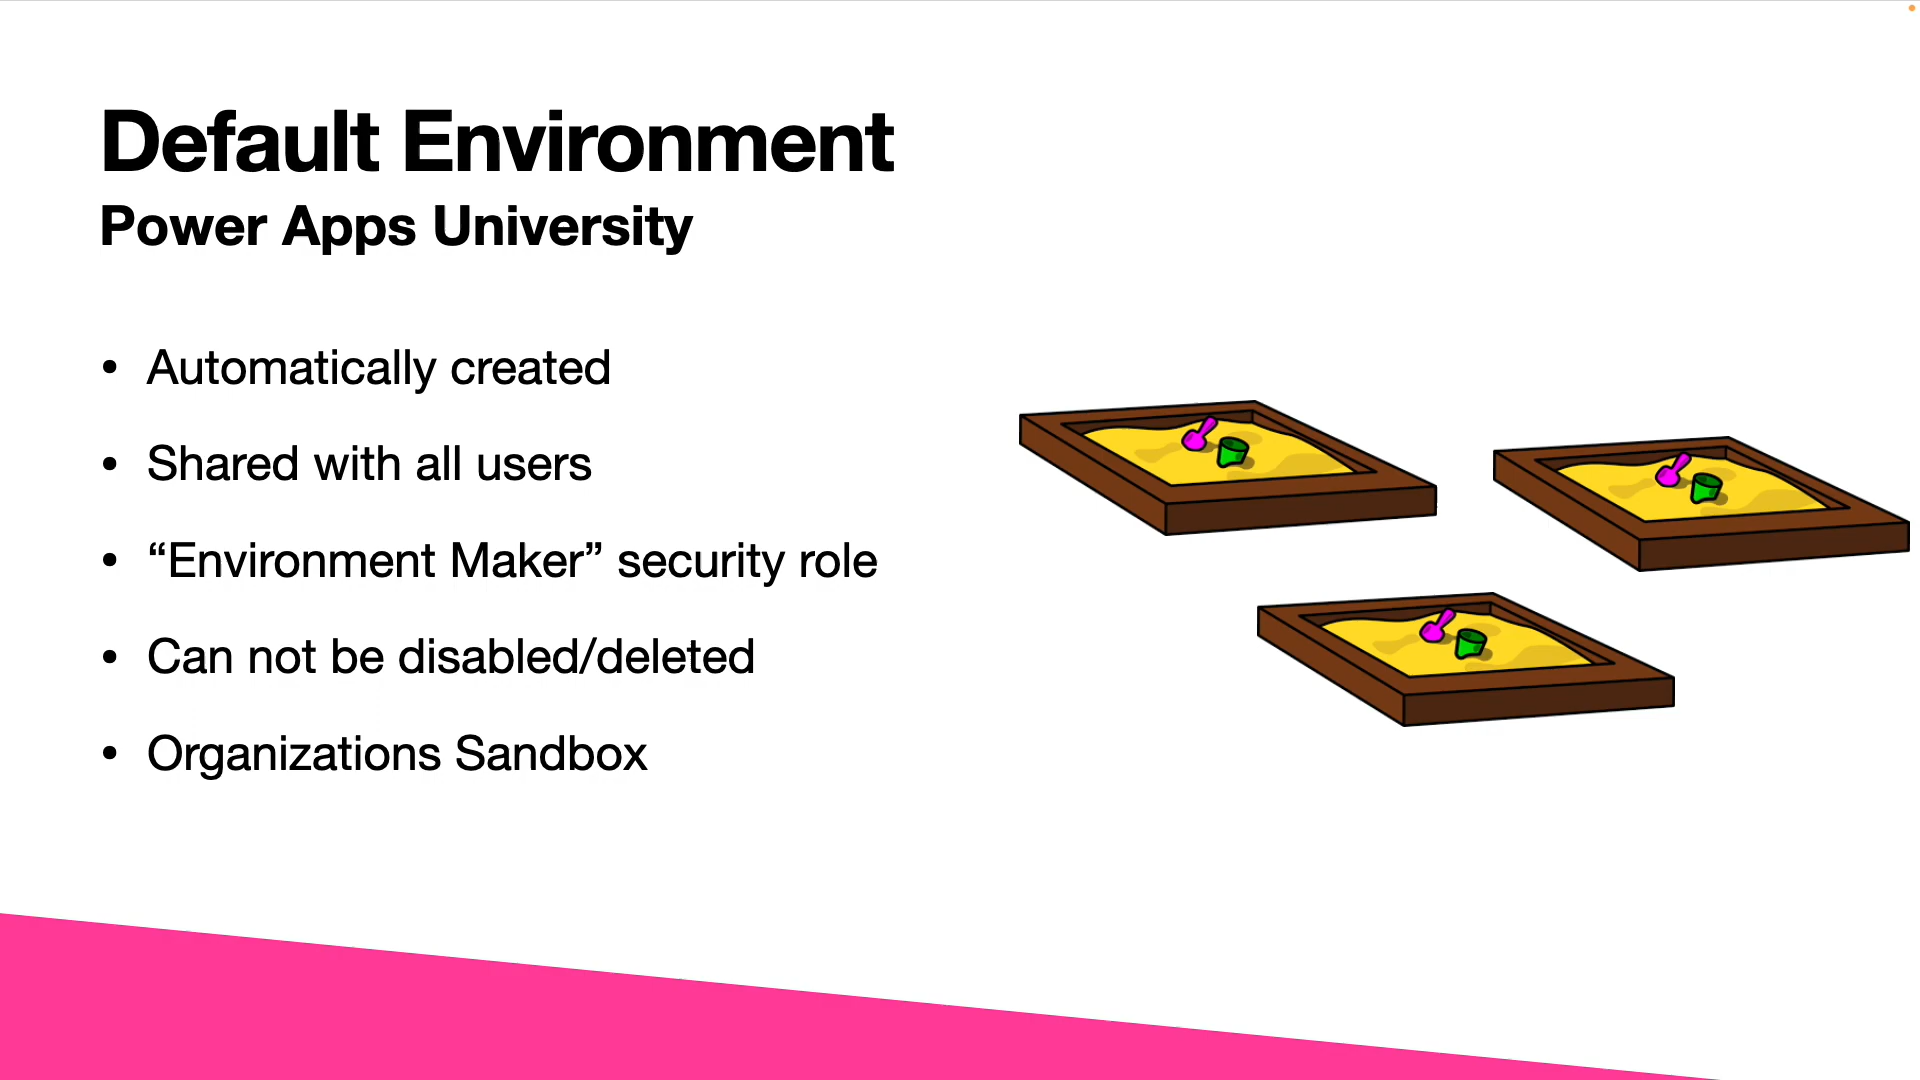 Default Environment
Power Apps University
• Automatically created
• Shared with all users
• “Environment Maker” security role
• Can not be disabled/deleted
• Organizations Sandbox